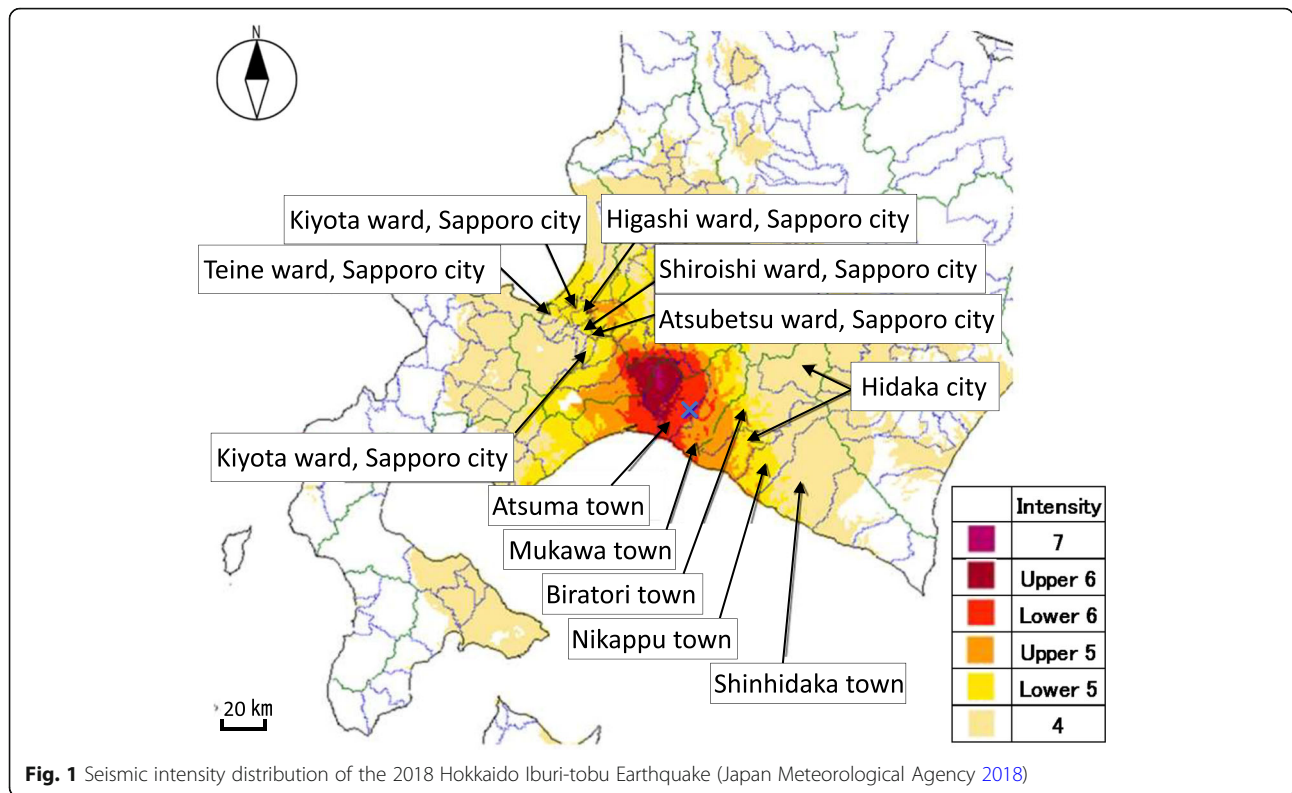 N
Kiyota ward, Sapporo city
Higashi ward, Sapporo city
Teine ward, Sapporo city
Shiroishi ward, Sapporo city
Atsubetsu ward, Sapporo city
Hidaka city
Kiyota ward, Sapporo city
Atsuma town
Mukawa town
Biratori town
Nikappu town
Shinhidaka town
Intensity
7
Upper 6
Lower 6
Upper 5
Lower 5
4
20 km
Fig. 1 Seismic intensity distribution of the 2018 Hokkaido Iburi-tobu Earthquake (Japan Meteorological Agency 2018)